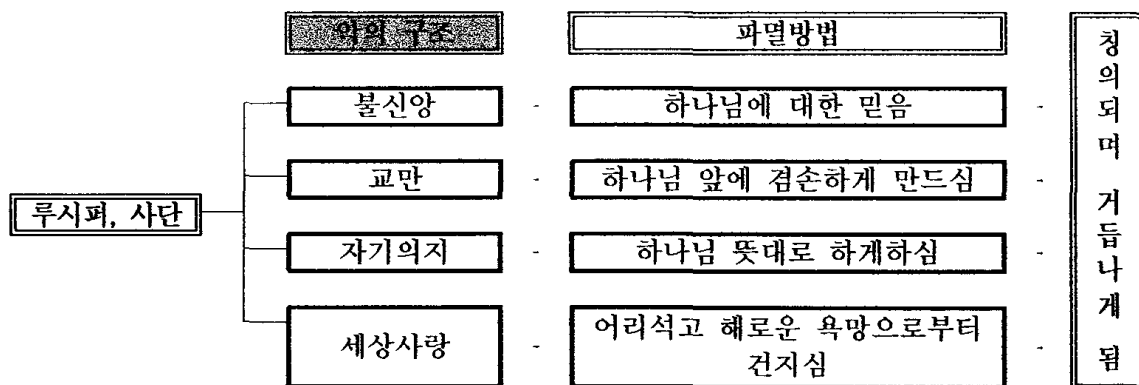 악의 구조
파멸방법
불신앙 - 하나님에 대한 믿음 -
교만 - 하나님 앞에 겸손하게 만드심 -
루시퍼, 사단
자기의지 - 하나님 뜻대로 하게하심 -
세상사랑 - 어리석고 해로운 욕망으로부터
건지심 -
칭의되며 거듭나게 됨